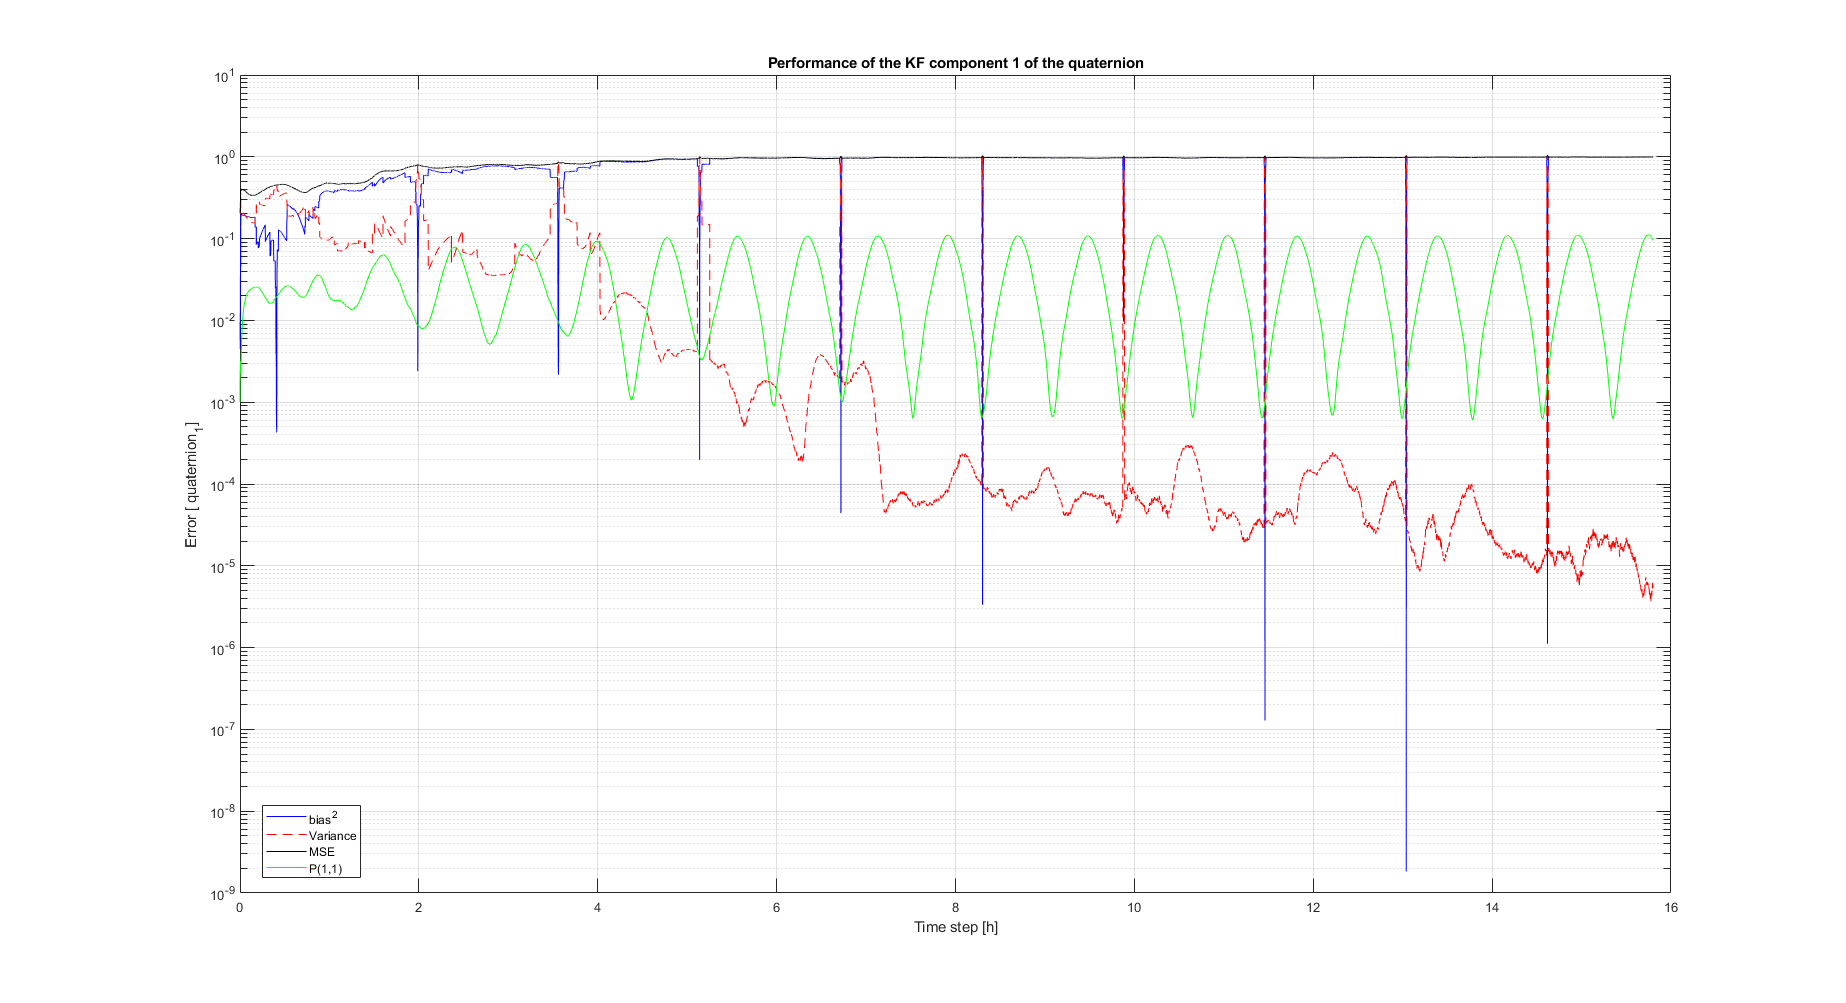 Performance of the KF component 1 of the quaternion
10^1
10^0
10^-1
10^-2
10^-3
10^-4
10^-5
10^-6
10^-7
10^-8
10^-9
Error [ quaternion_1]
bias^2
Variance
MSE
P(1,1)
0 2 4 6 8 10 12 14 16
Time step [h]